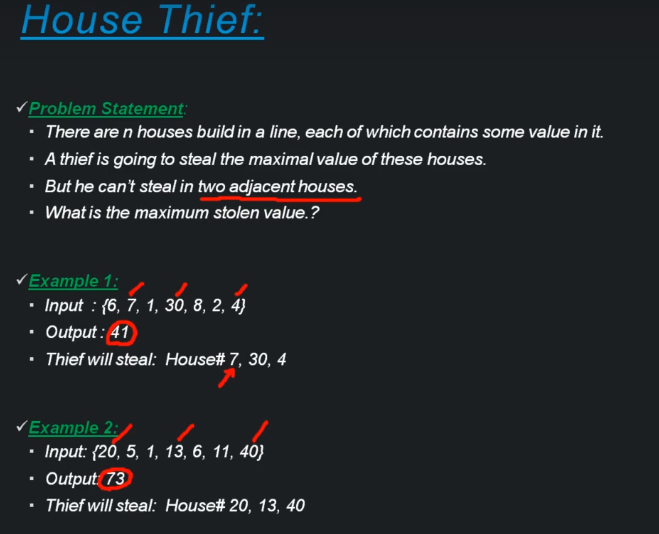 House Thief:
✓Problem Statement:
▪ There are n houses build in a line, each of which contains some value in it.
▪ A thief is going to steal the maximal value of these houses.
▪ But he can't steal in two adjacent houses.
▪ What is the maximum stolen value.?
✓Example 1:
▪ Input : {6, 7, 1, 30, 8, 2, 4}
▪ Output : 41
▪ Thief will steal: House# 7, 30, 4
✓Example 2:
▪ Input: {20, 5, 1, 13, 6, 11, 40}
▪ Output: 73
▪ Thief will steal: House# 20, 13, 40